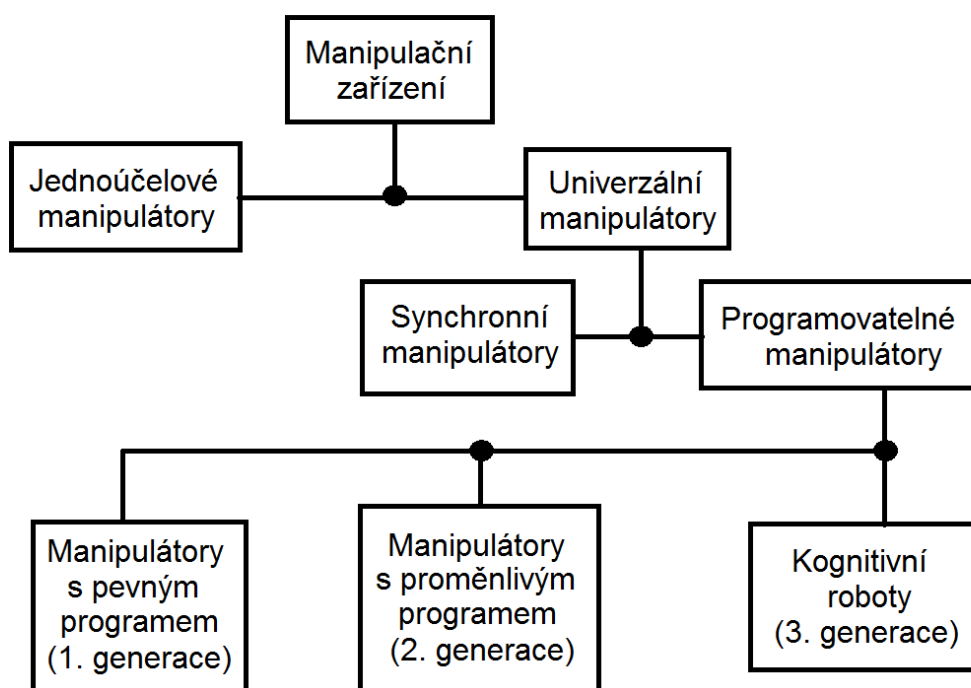 Manipulační
zařízení
Jednoúčelové
manipulátory
Univerzální
manipulátory
Synchronní
manipulátory
Programovatelné
manipulátory
Manipulátory
s pevným
programem
(1. generace)
Manipulátory
s proměnlivým
programem
(2. generace)
Kognitivní
roboty
(3. generace)